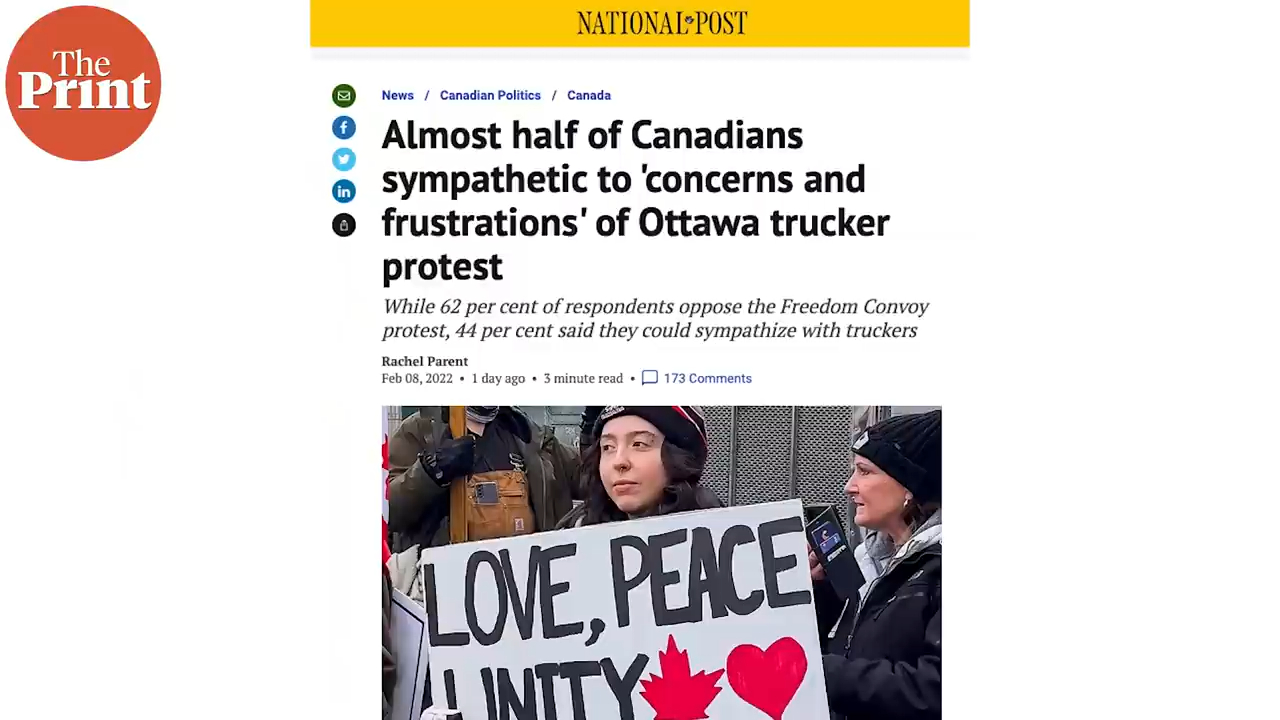 The
Print
NATIONAL POST
News / Canadian Politics / Canada
Almost half of Canadians
sympathetic to 'concerns and
frustrations' of Ottawa trucker
protest
While 62 per cent of respondents oppose the Freedom Convoy
protest, 44 per cent said they could sympathize with truckers
Rachel Parent
Feb 08, 2022 • 1 day ago • 3 minute read • 173 Comments
LOVE, PEACE
UNITY